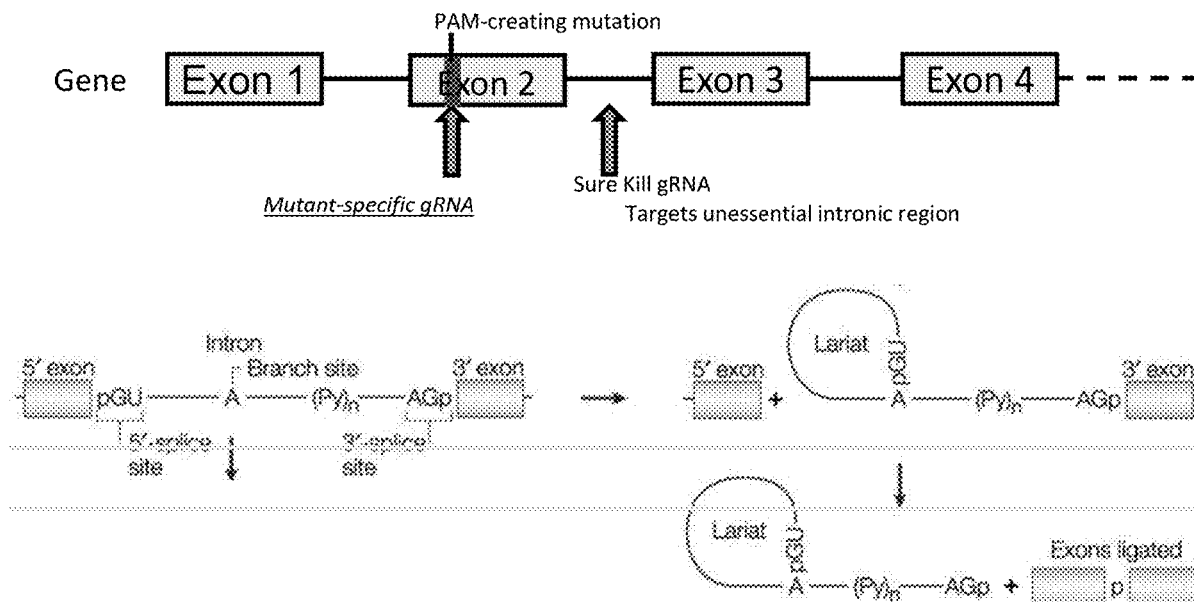 PAM-creating mutation
Gene
Exon 1
Exon 2
Exon 3
Exon 4
Mutant-specific gRNA
Sure Kill gRNA
Targets unessential intronic region
Intron
5' exon
Branch site
3' exon
pGU
A
(Py)n
AGp
5'-splice
site
3'-splice
site
Lariat
5' exon
+
pGU
3' exon
A
(Py)n
AGp
Lariat
pGU
Exons ligated
A
(Py)n
AGp
+
p